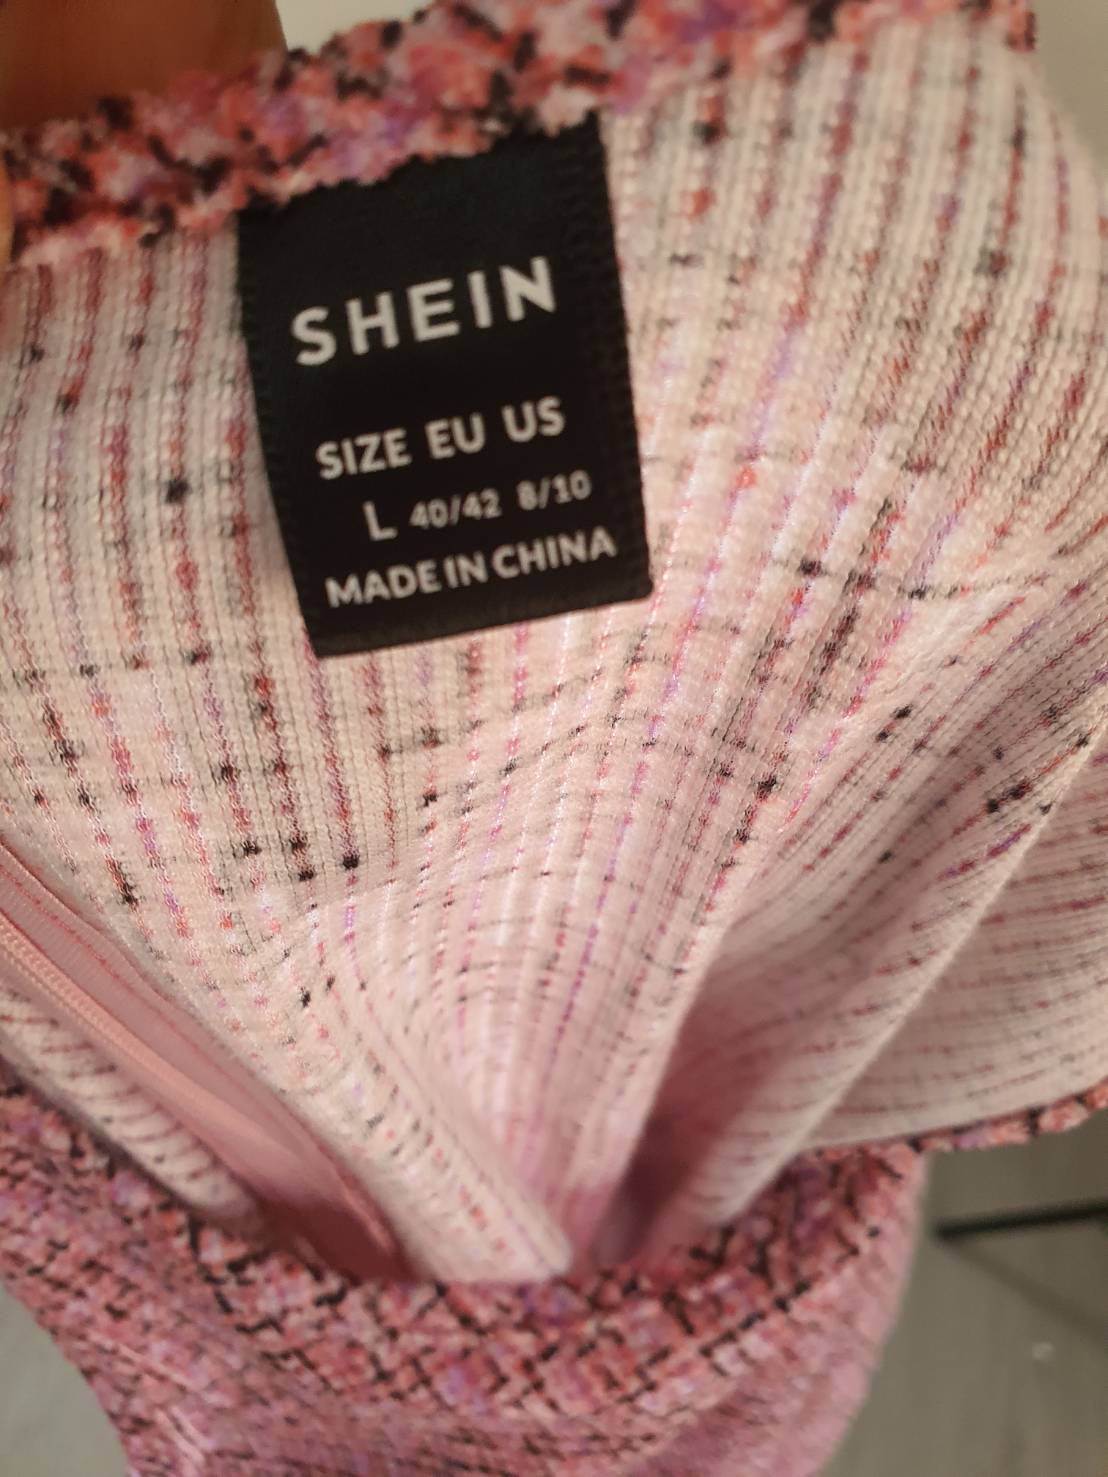 SHEIN
SIZE EU US
L 40/42 8/10
MADE IN CHINA